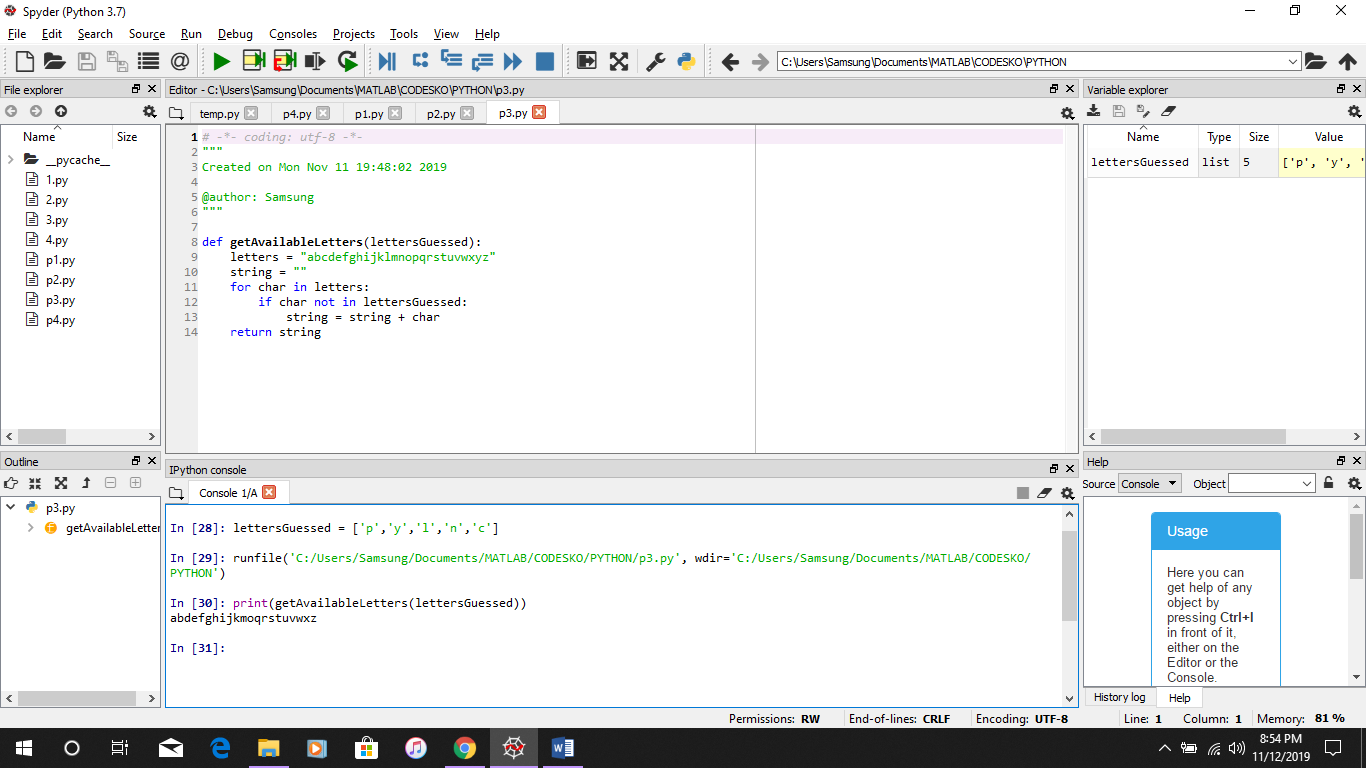 Spyder (Python 3.7)
File Edit Search Source Run Debug Consoles Projects Tools View Help
C:\Users\Samsung\Documents\MATLAB\CODESKO\PYTHON
File explorer
Name Size
__pycache__
1.py
2.py
3.py
4.py
p1.py
p2.py
p3.py
p4.py
Outline
p3.py
getAvailableLetter
Editor - C:\Users\Samsung\Documents\MATLAB\CODESKO\PYTHON\p3.py
temp.py p4.py p1.py p2.py p3.py
1 # -*- coding: utf-8 -*-
2 """
3 Created on Mon Nov 11 19:48:02 2019
4
5 @author: Samsung
6 """
7
8 def getAvailableLetters(lettersGuessed):
9     letters = "abcdefghijklmnopqrstuvwxyz"
10     string = ""
11     for char in letters:
12         if char not in lettersGuessed:
13             string = string + char
14     return string
IPython console
Console 1/A
In [28]: lettersGuessed = ['p','y','l','n','c']
In [29]: runfile('C:/Users/Samsung/Documents/MATLAB/CODESKO/PYTHON/p3.py', wdir='C:/Users/Samsung/Documents/MATLAB/CODESKO/
PYTHON')
In [30]: print(getAvailableLetters(lettersGuessed))
abdefghijkmoqrstuvwxz
In [31]:
Variable explorer
Name Type Size Value
lettersGuessed list 5 ['p', 'y', '
Help
Source Console Object
Usage
Here you can
get help of any
object by
pressing Ctrl+I
in front of it,
either on the
Editor or the
Console.
History log Help
Permissions: RW End-of-lines: CRLF Encoding: UTF-8 Line: 1 Column: 1 Memory: 81 %
8:54 PM
11/12/2019